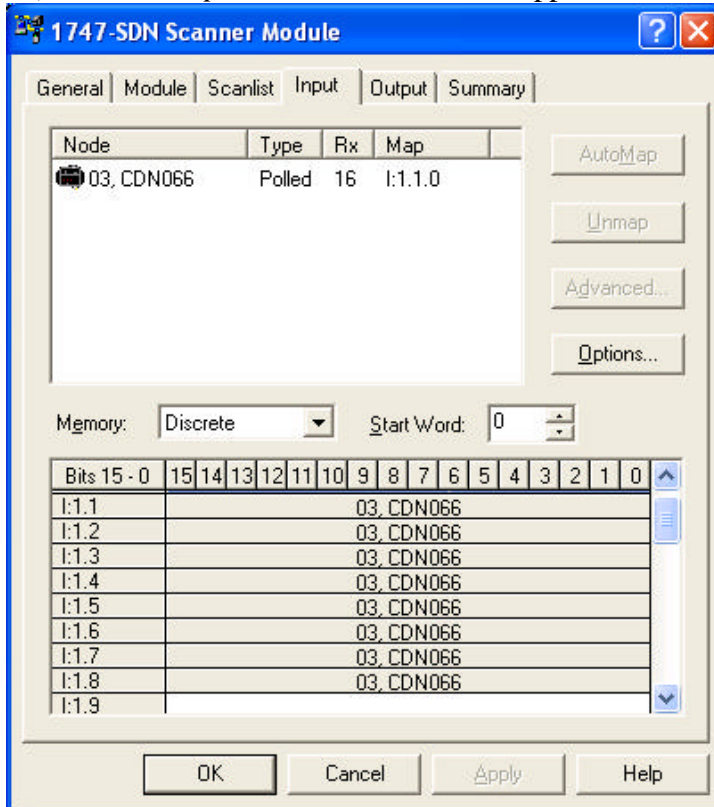 1747-SDN Scanner Module
General Module Scanlist Input Output Summary
Node Type Rx Map
03, CDN066 Polled 16 I:1.1.0
AutoMap
Unmap
Advanced...
Options...
Memory: Discrete Start Word: 0
Bits 15 - 0 15 14 13 12 11 10 9 8 7 6 5 4 3 2 1 0
I:1.1 03, CDN066
I:1.2 03, CDN066
I:1.3 03, CDN066
I:1.4 03, CDN066
I:1.5 03, CDN066
I:1.6 03, CDN066
I:1.7 03, CDN066
I:1.8 03, CDN066
I:1.9
OK Cancel Apply Help